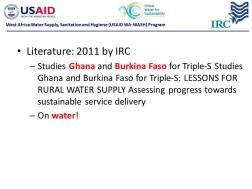 USAID
FROM THE AMERICAN PEOPLE
Global
Water for
Sustainability
IRC
West Africa Water Supply, Sanitation and Hygiene (USAID WA-WASH) Program
• Literature: 2011 by IRC
– Studies Ghana and Burkina Faso for Triple-S Studies
Ghana and Burkina Faso for Triple-S: LESSONS FOR
RURAL WATER SUPPLY Assessing progress towards
sustainable service delivery
– On water!